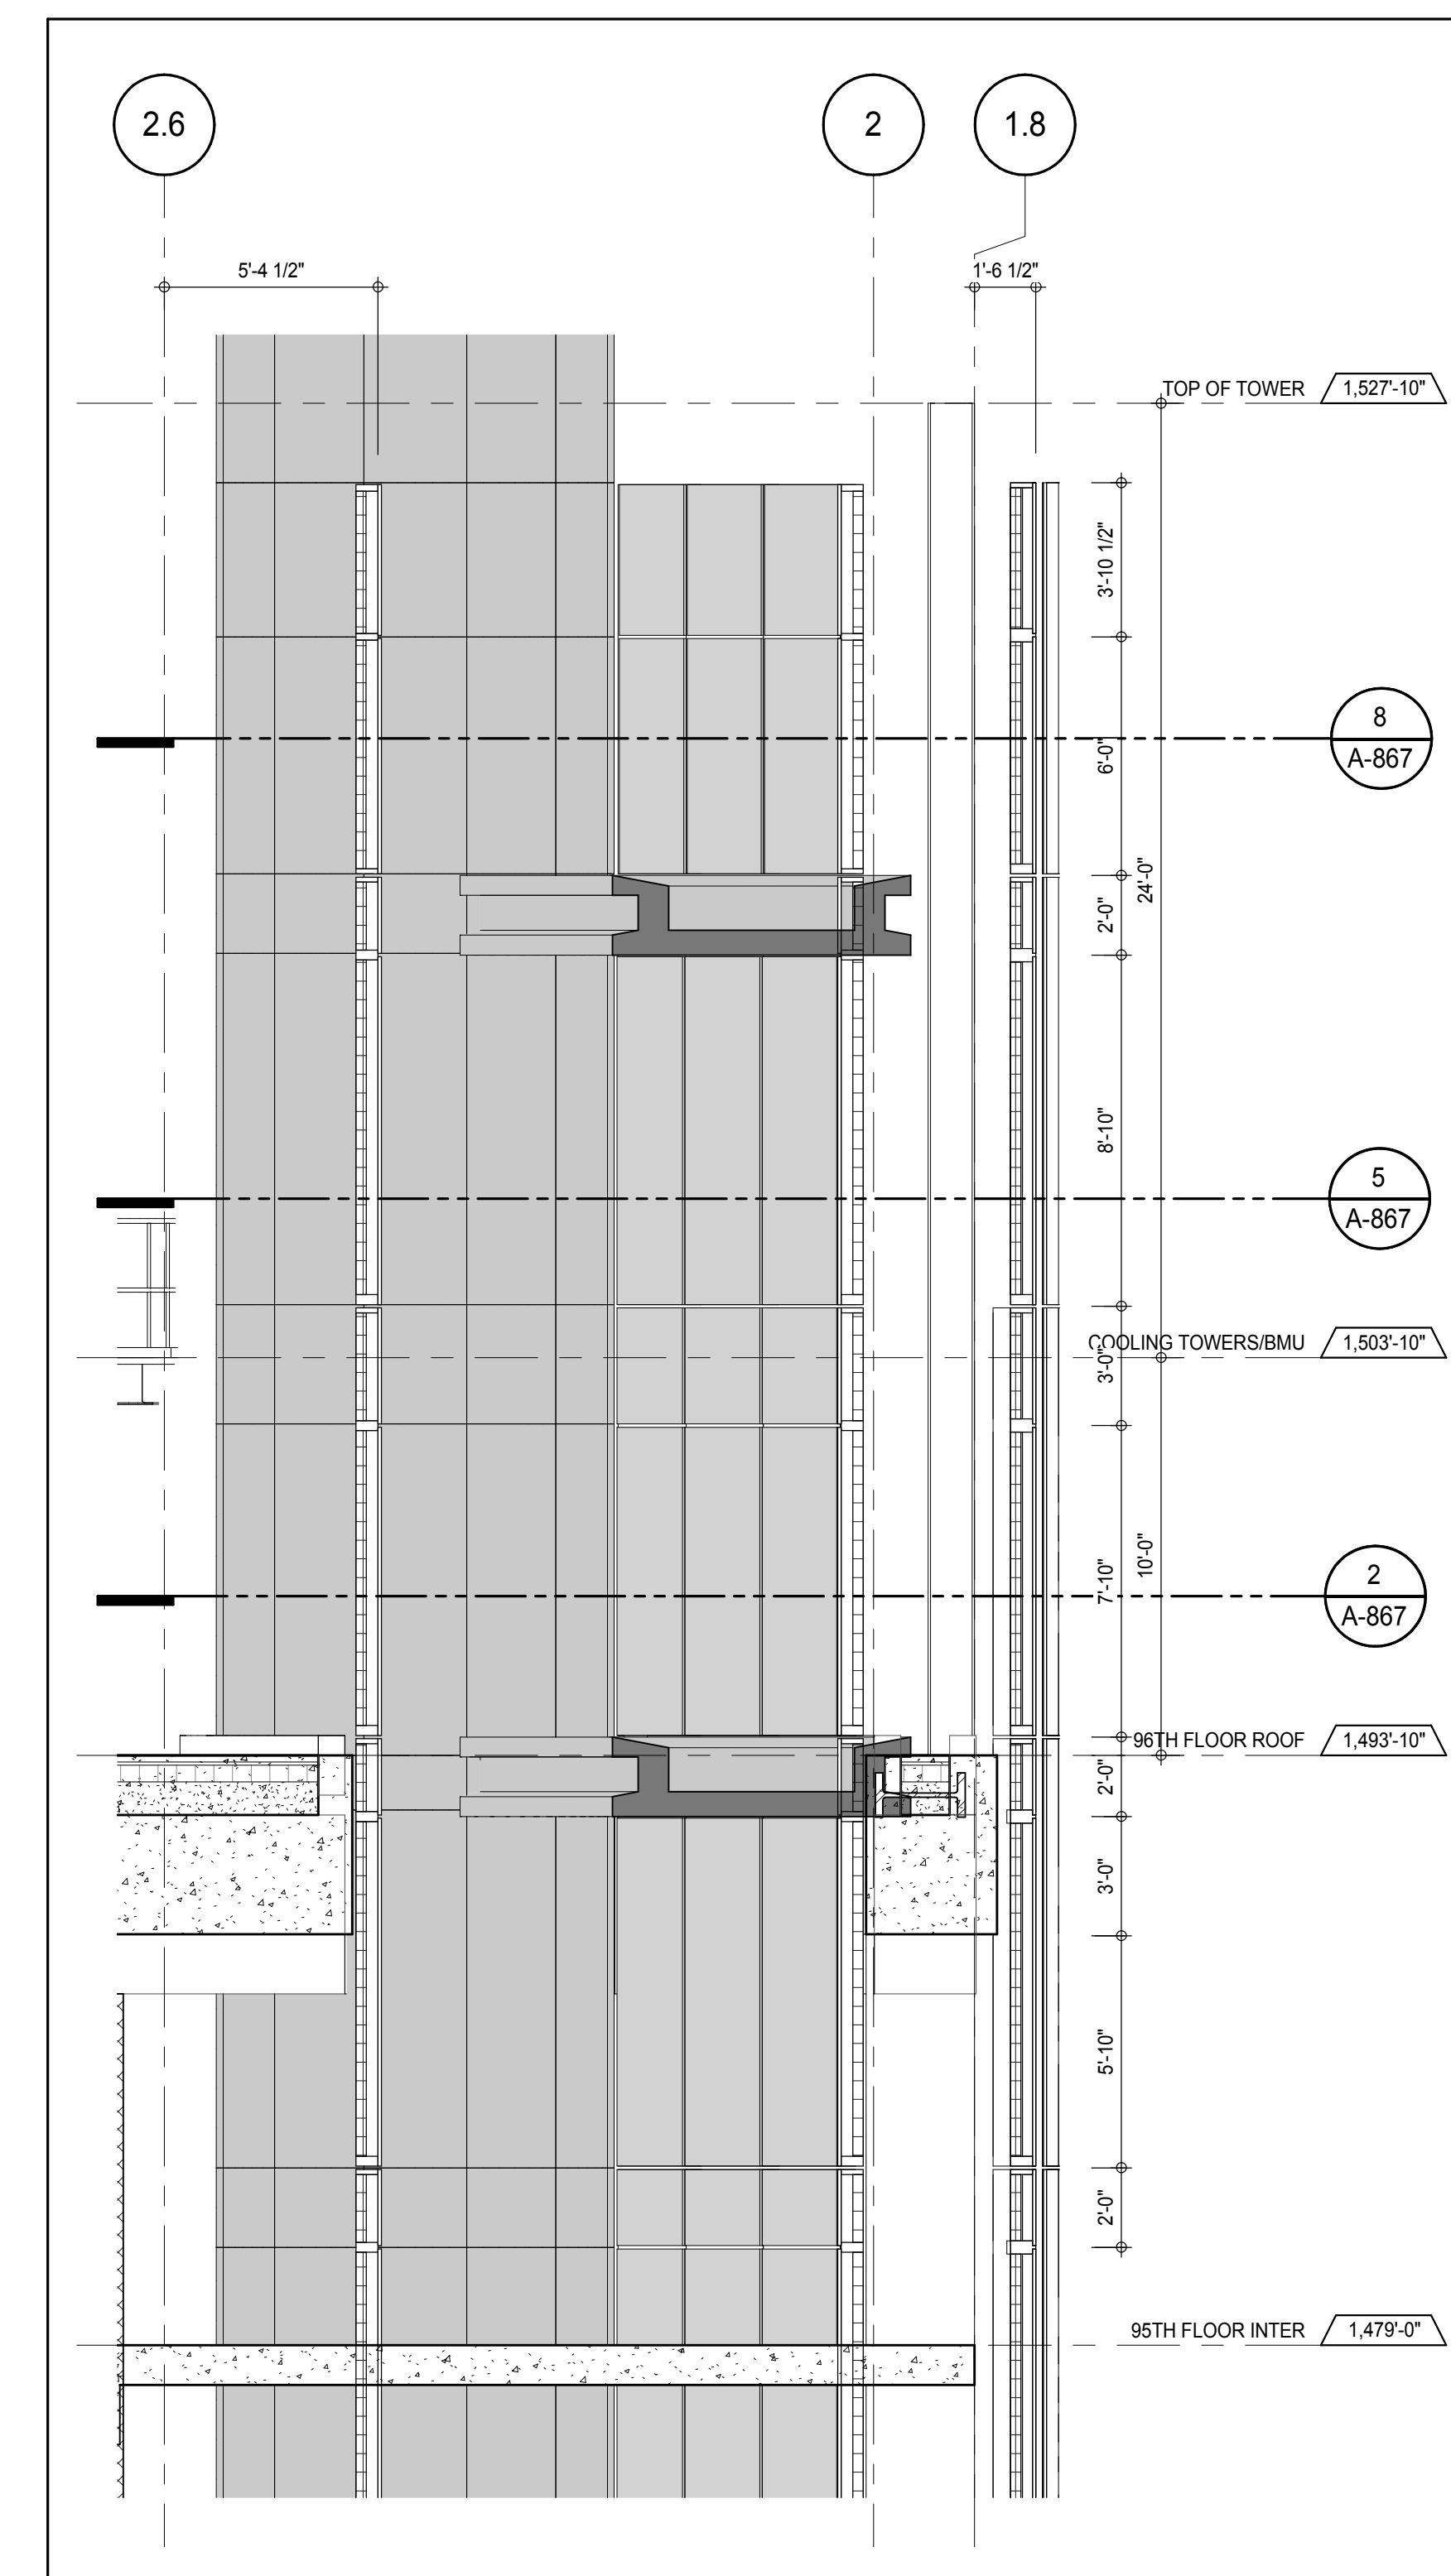 2.6
2
1.8
5'-4 1/2"
1'-6 1/2"
TOP OF TOWER 1,527'-10"
3'-10 1/2"
8
A-867
6'-0"
24'-0"
2'-0"
8'-10"
5
A-867
COOLING TOWERS/BMU 1,503'-10"
3'-0"
10'-0"
7'-10"
2
A-867
96TH FLOOR ROOF 1,493'-10"
2'-0"
3'-0"
5'-10"
2'-0"
95TH FLOOR INTER 1,479'-0"